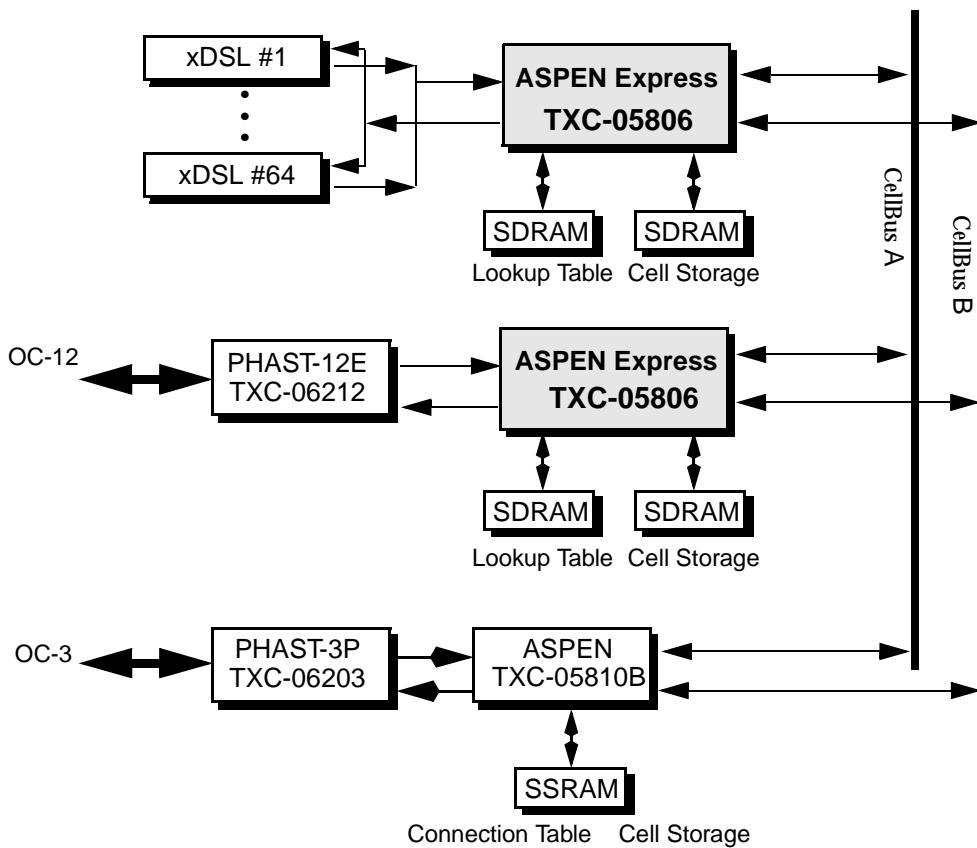 xDSL #1
xDSL #64
ASPEN Express
TXC-05806
SDRAM
SDRAM
Lookup Table
Cell Storage
CellBus A
CellBus B
OC-12
PHAST-12E
TXC-06212
ASPEN Express
TXC-05806
SDRAM
SDRAM
Lookup Table
Cell Storage
OC-3
PHAST-3P
TXC-06203
ASPEN
TXC-05810B
SSRAM
Connection Table
Cell Storage